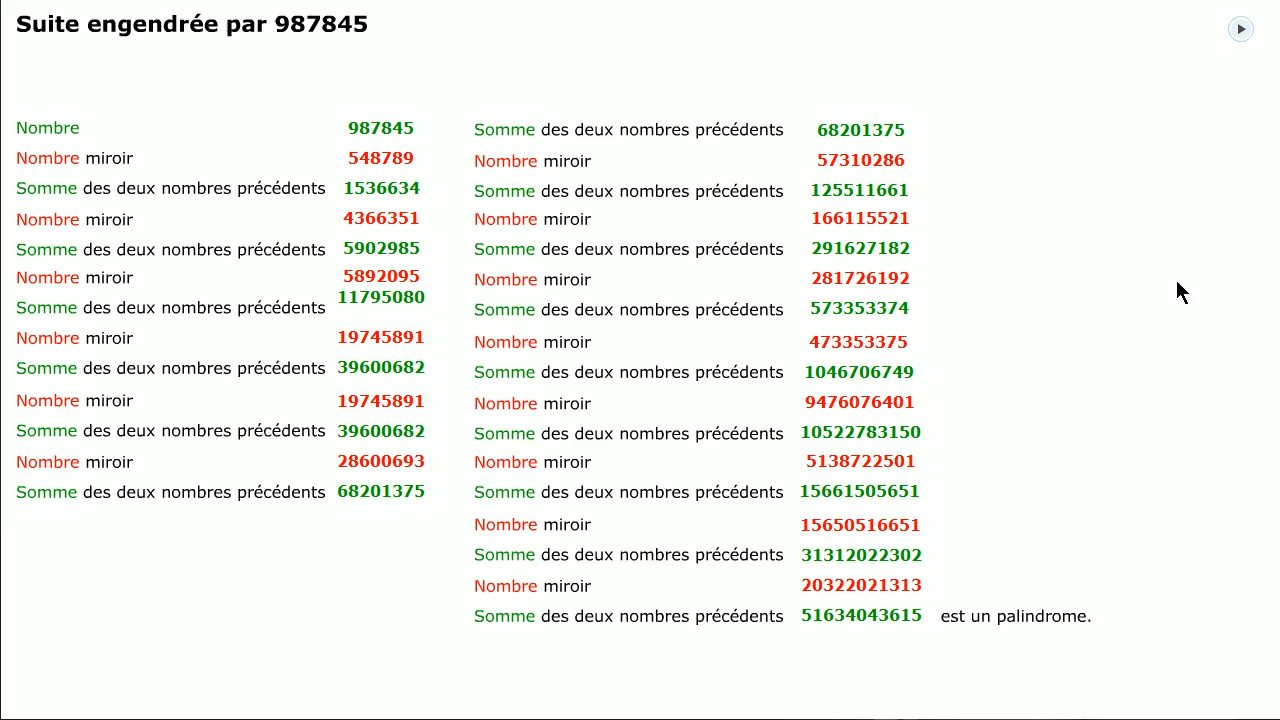 Suite engendrée par 987845
Nombre 987845
Nombre miroir 548789
Somme des deux nombres précédents 1536634
Nombre miroir 4366351
Somme des deux nombres précédents 5902985
Nombre miroir 5892095
Somme des deux nombres précédents 11795080
Nombre miroir 19745891
Somme des deux nombres précédents 39600682
Nombre miroir 19745891
Somme des deux nombres précédents 39600682
Nombre miroir 28600693
Somme des deux nombres précédents 68201375
Somme des deux nombres précédents 68201375
Nombre miroir 57310286
Somme des deux nombres précédents 125511661
Nombre miroir 166115521
Somme des deux nombres précédents 291627182
Nombre miroir 281726192
Somme des deux nombres précédents 573353374
Nombre miroir 473353375
Somme des deux nombres précédents 1046706749
Nombre miroir 9476076401
Somme des deux nombres précédents 10522783150
Nombre miroir 5138722501
Somme des deux nombres précédents 15661505651
Nombre miroir 15650516651
Somme des deux nombres précédents 31312022302
Nombre miroir 20322021313
Somme des deux nombres précédents 51634043615 est un palindrome.